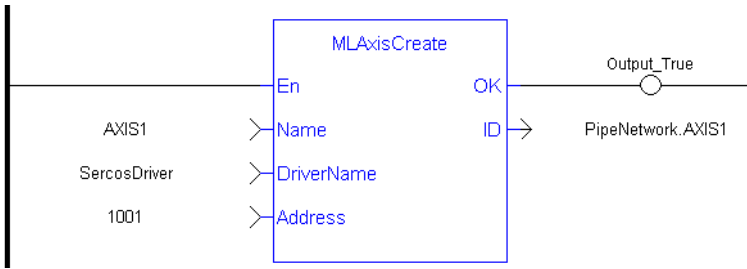 MLAxisCreate
Output_True
En OK
AXIS1 Name ID PipeNetwork.AXIS1
SercosDriver DriverName
1001 Address